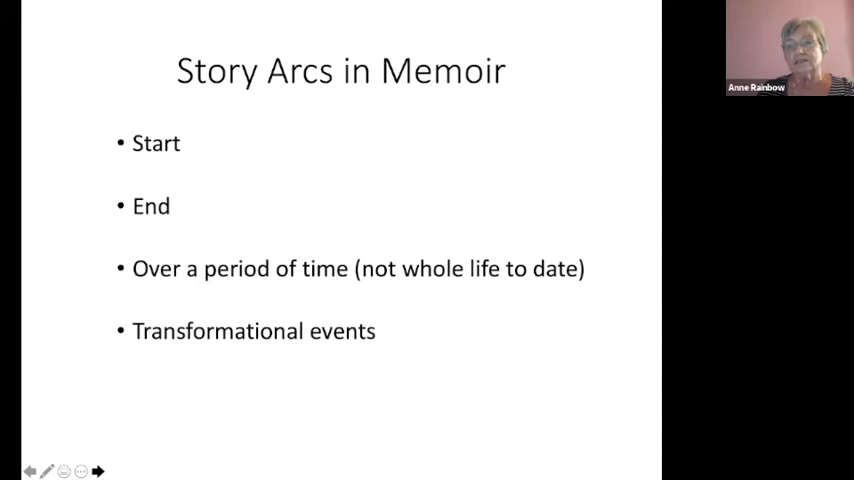 Story Arcs in Memoir
• Start
• End
• Over a period of time (not whole life to date)
• Transformational events
Anne Rainbow